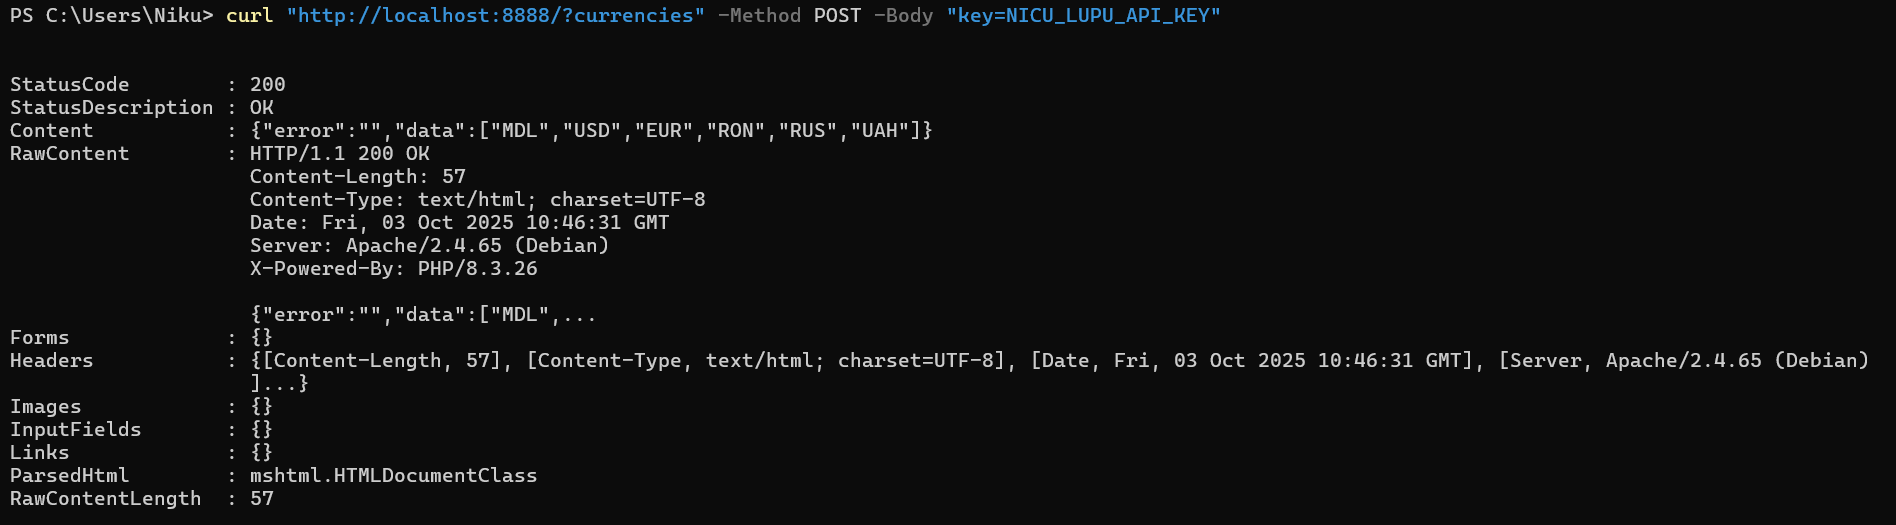 PS C:\Users\Niku> curl "http://localhost:8888/?currencies" -Method POST -Body "key=NICU_LUPU_API_KEY"
StatusCode        : 200
StatusDescription : OK
Content           : {"error":"","data":["MDL","USD","EUR","RON","RUS","UAH"]}
RawContent        : HTTP/1.1 200 OK
                    Content-Length: 57
                    Content-Type: text/html; charset=UTF-8
                    Date: Fri, 03 Oct 2025 10:46:31 GMT
                    Server: Apache/2.4.65 (Debian)
                    X-Powered-By: PHP/8.3.26
                    {"error":"","data":["MDL",...
Forms             : {}
Headers           : {[Content-Length, 57], [Content-Type, text/html; charset=UTF-8], [Date, Fri, 03 Oct 2025 10:46:31 GMT], [Server, Apache/2.4.65 (Debian)
                    ]...}
Images            : {}
InputFields       : {}
Links             : {}
ParsedHtml        : mshtml.HTMLDocumentClass
RawContentLength  : 57